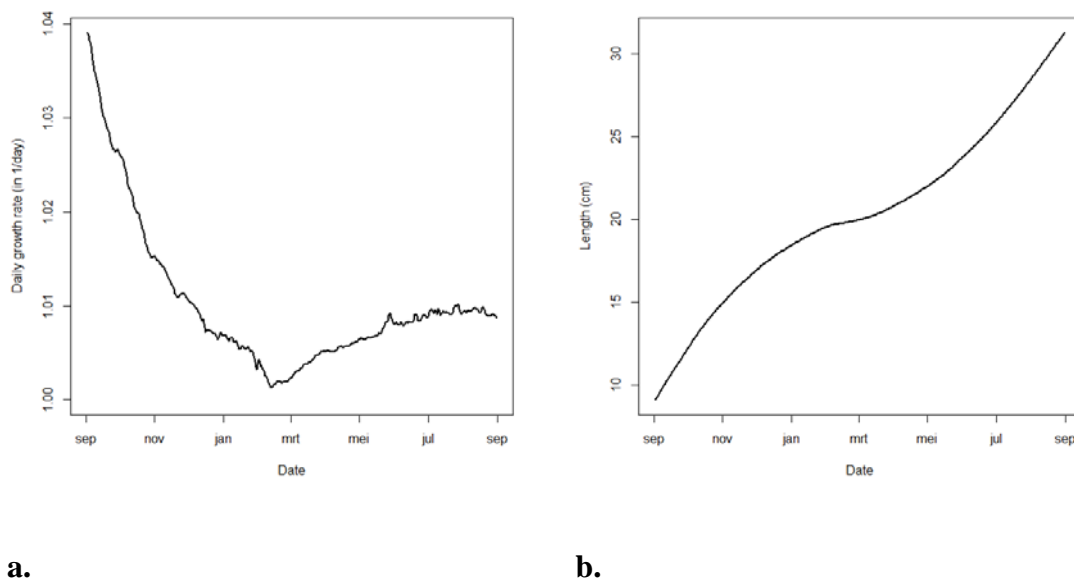 Daily growth rate (in 1/day)
1.04
1.03
1.02
1.01
1.00
sep nov jan mrt mei jul sep
Date
Length (cm)
30
25
20
15
10
sep nov jan mrt mei jul sep
Date
a.
b.